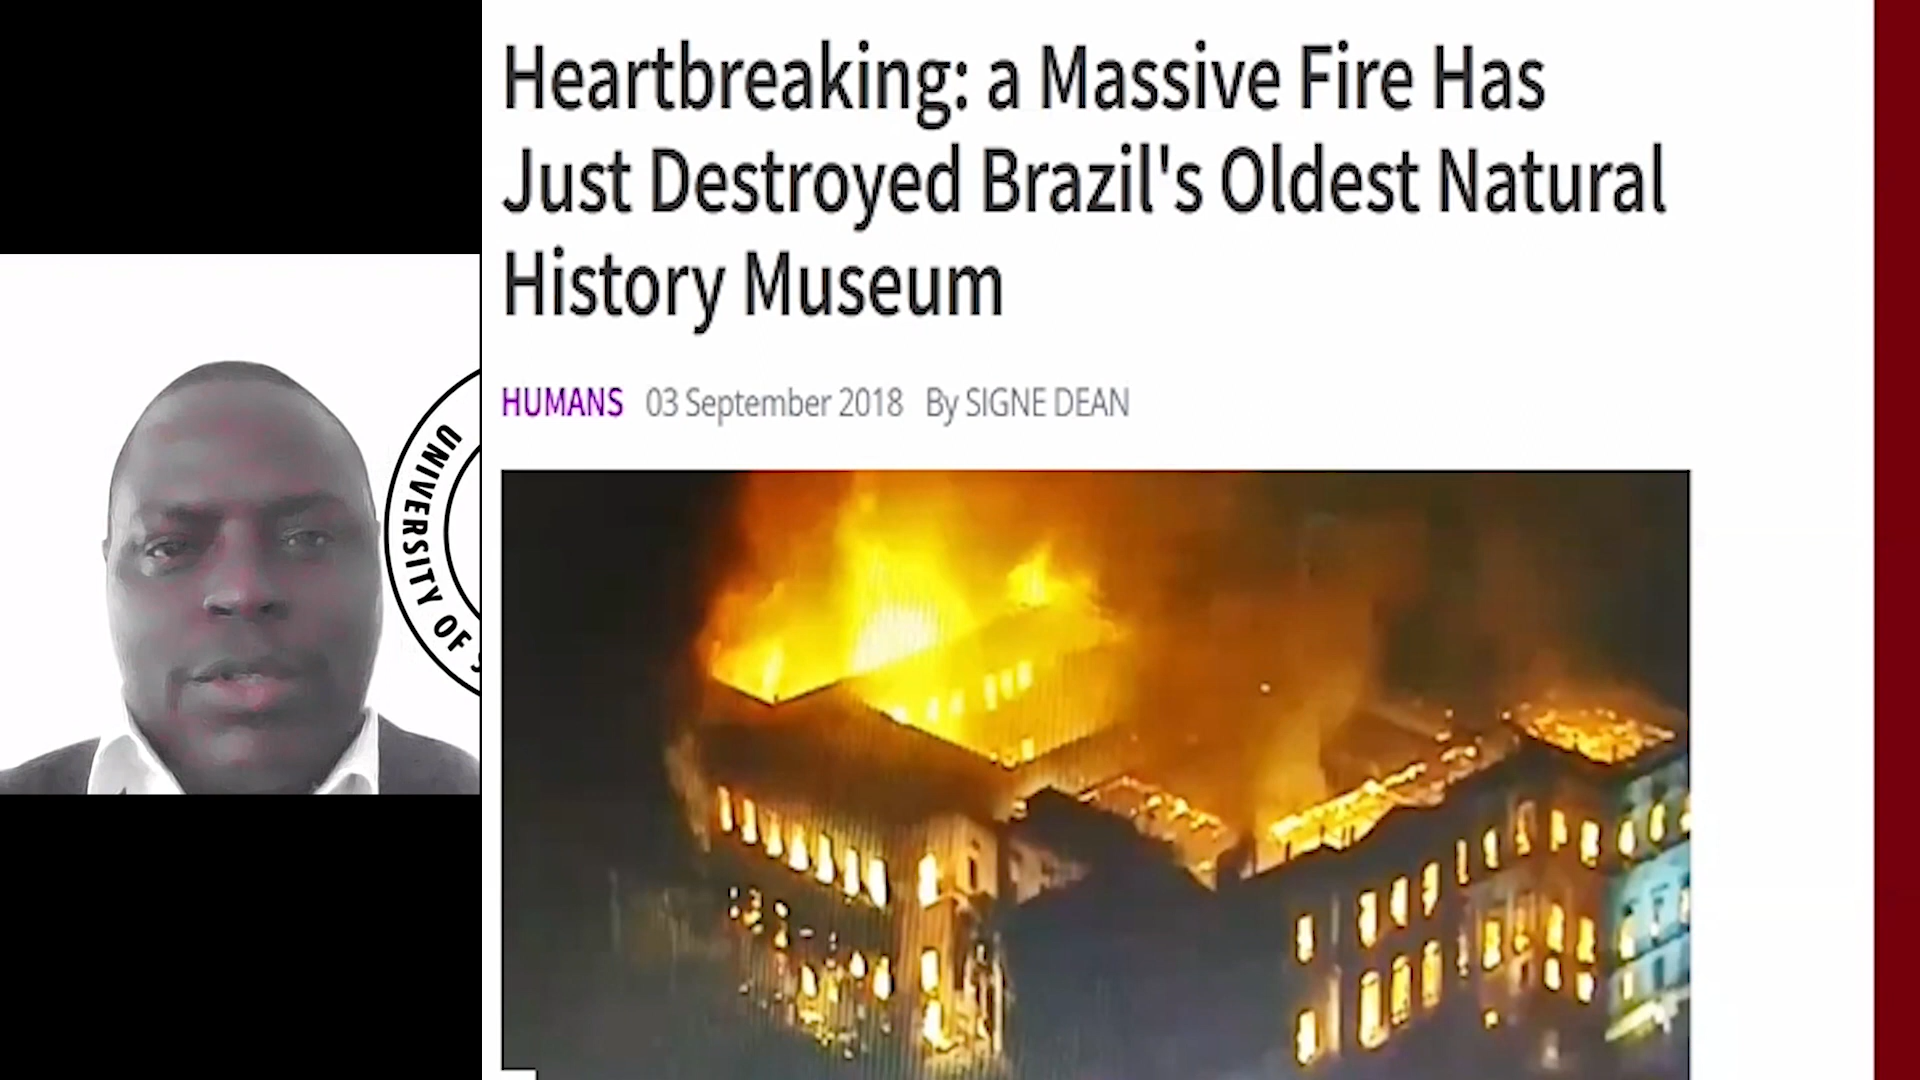 Heartbreaking: a Massive Fire Has
Just Destroyed Brazil's Oldest Natural
History Museum
HUMANS 03 September 2018 By SIGNE DEAN
UNIVERSITY OF